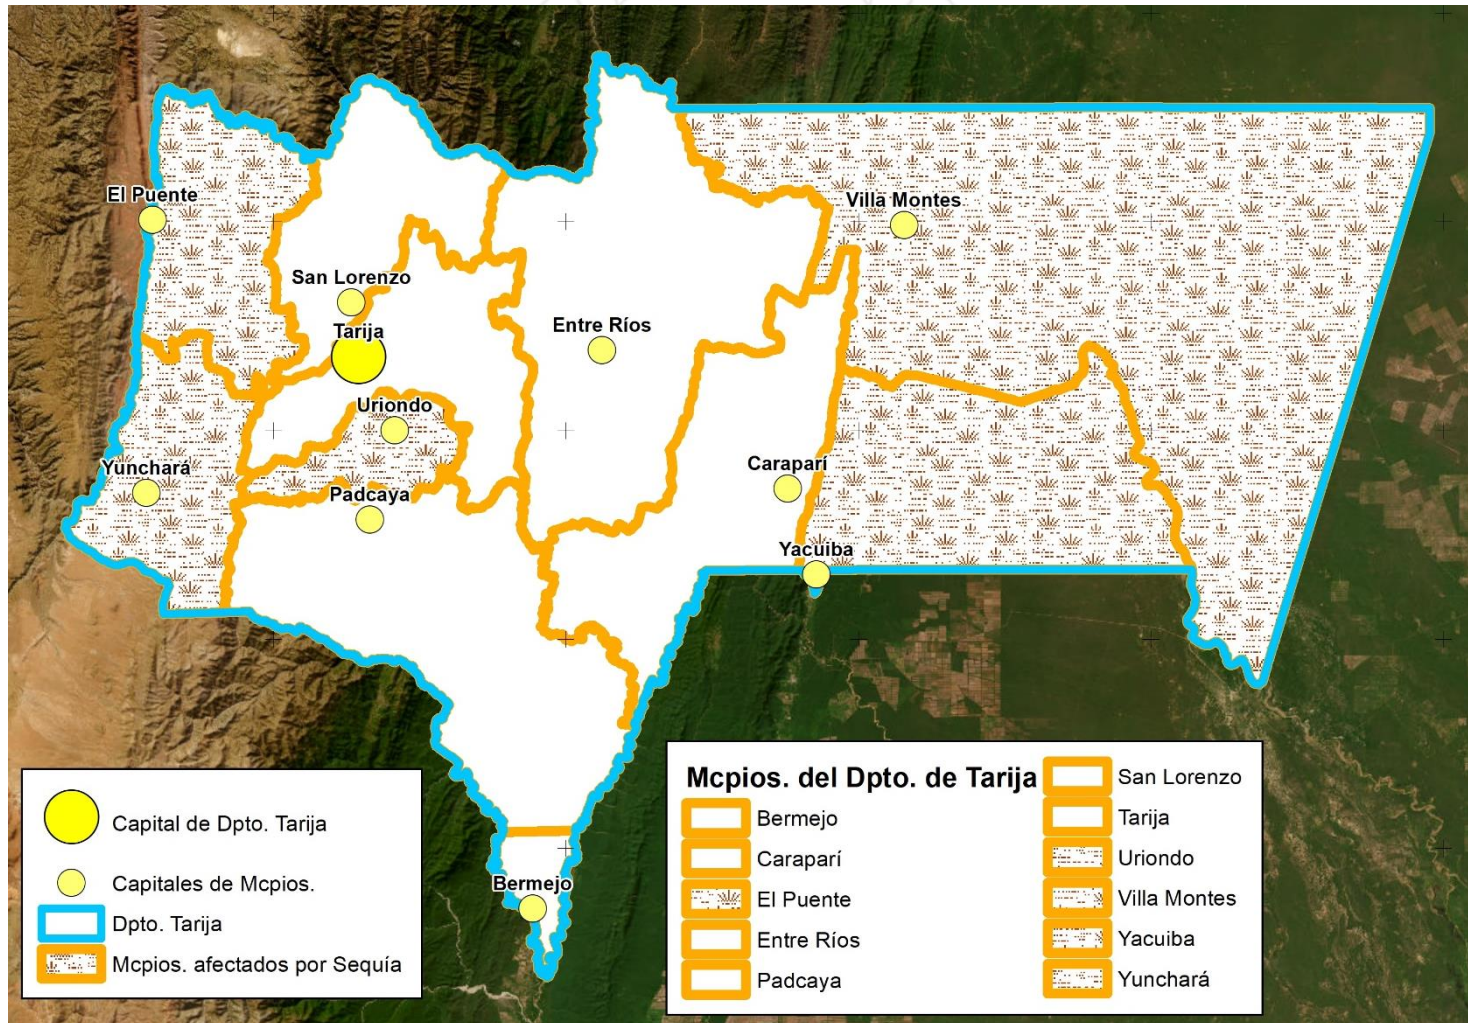 El Puente
Villa Montes
San Lorenzo
Entre Ríos
Tarija
Uriondo
Yunchará
Caraparí
Padcaya
Yacuiba
Bermejo
Capital de Dpto. Tarija
Capitales de Mcpios.
Dpto. Tarija
Mcpios. afectados por Sequía
Mcpios. del Dpto. de Tarija
Bermejo
Caraparí
El Puente
Entre Ríos
Padcaya
San Lorenzo
Tarija
Uriondo
Villa Montes
Yacuiba
Yunchará